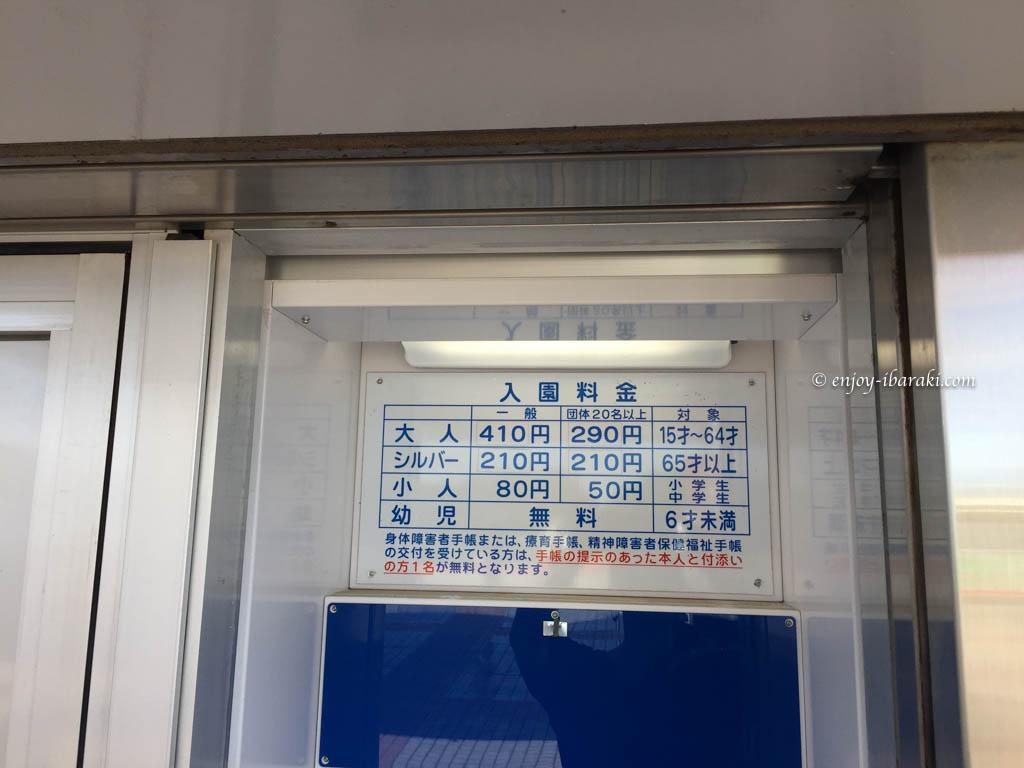 入園料金
一般 団体20名以上 対象
大人 410円 290円 15才～64才
シルバー 210円 210円 65才以上
小人 80円 50円 小学生 中学生
幼児 無料 6才未満
身体障害者手帳または、療育手帳、精神障害者保健福祉手帳
の交付を受けている方は、手帳の提示のあった本人と付添い
の方1名が無料となります。
© enjoy-ibaraki.com